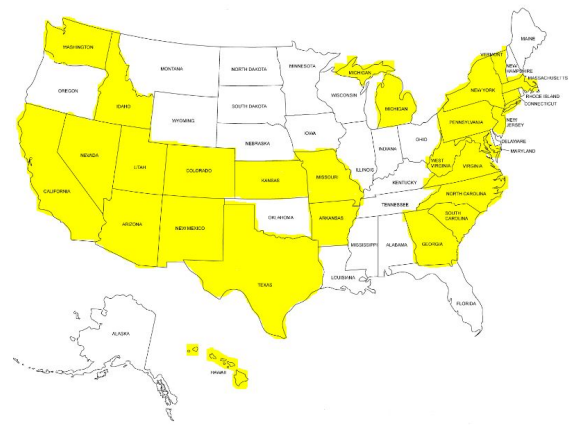 WASHINGTON
OREGON
CALIFORNIA
NEVADA
IDAHO
MONTANA
WYOMING
UTAH
COLORADO
ARIZONA
NEW MEXICO
NORTH DAKOTA
SOUTH DAKOTA
NEBRASKA
KANSAS
OKLAHOMA
TEXAS
MINNESOTA
IOWA
MISSOURI
ARKANSAS
LOUISIANA
WISCONSIN
ILLINOIS
MICHIGAN
MICHIGAN
INDIANA
OHIO
KENTUCKY
TENNESSEE
MISSISSIPPI
ALABAMA
GEORGIA
FLORIDA
SOUTH
CAROLINA
NORTH CAROLINA
VIRGINIA
WEST
VIRGINIA
PENNSYLVANIA
NEW YORK
VERMONT
NEW
HAMPSHIRE
MAINE
MASSACHUSETTS
RHODE ISLAND
CONNECTICUT
NEW
JERSEY
DELAWARE
MARYLAND
ALASKA
HAWAII